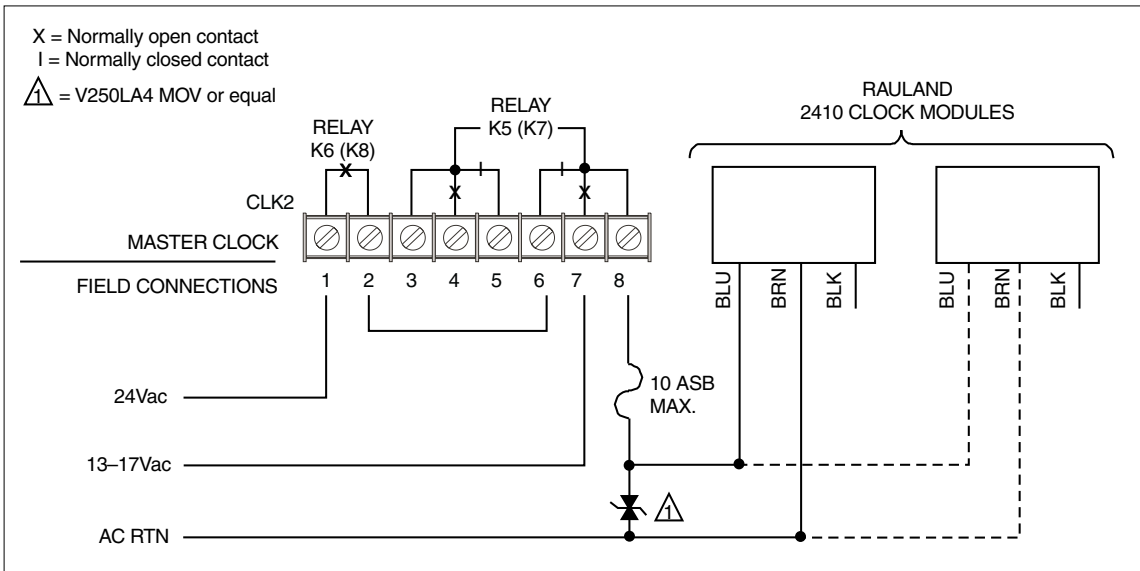 X = Normally open contact
I = Normally closed contact
1 = V250LA4 MOV or equal
RELAY
K6 (K8)
RELAY
K5 (K7)
RAULAND
2410 CLOCK MODULES
X
X
X
CLK2
MASTER CLOCK
FIELD CONNECTIONS
1 2 3 4 5 6 7 8
BLU BRN BLK BLU BRN BLK
24Vac
10 ASB
MAX.
13–17Vac
1
AC RTN